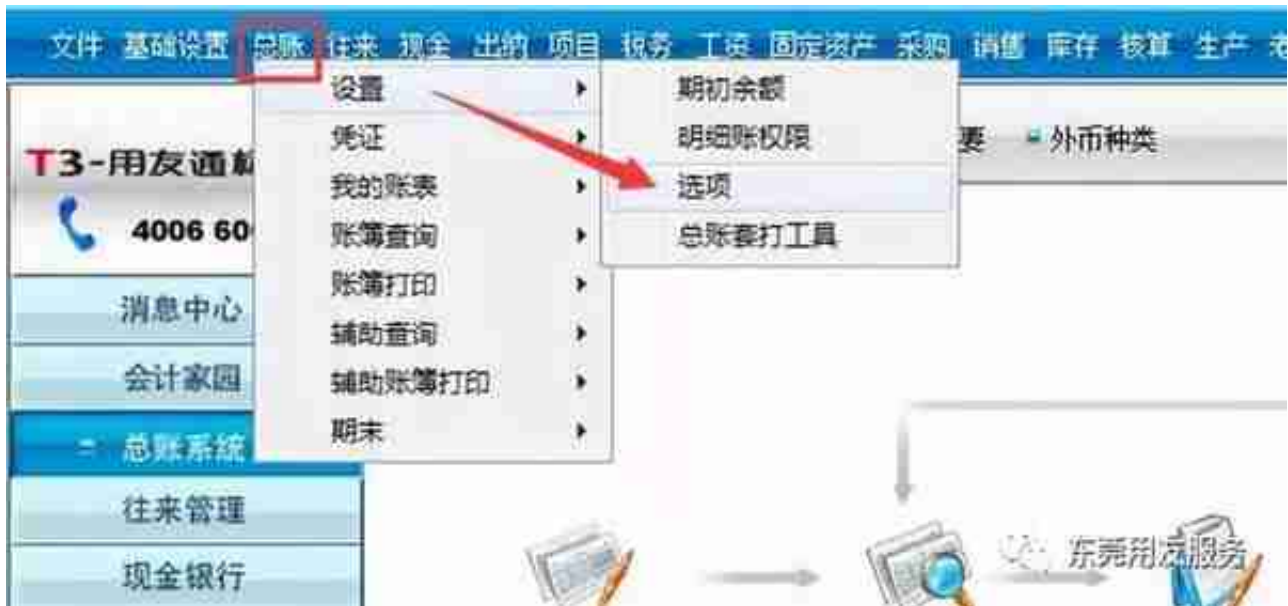 文件 基础设置 总账 往来 现金 出纳 项目 税务 工资 固定资产 采购 销售 库存 核算 生产
设置 期初余额
凭证 明细账权限 要 外币种类
T3-用友通标
我的账表 选项
4006 60
账簿查询 总账套打工具
账簿打印
消息中心
辅助查询
会计家园
辅助账簿打印
总账系统
期末
往来管理
现金银行
东莞用友服务